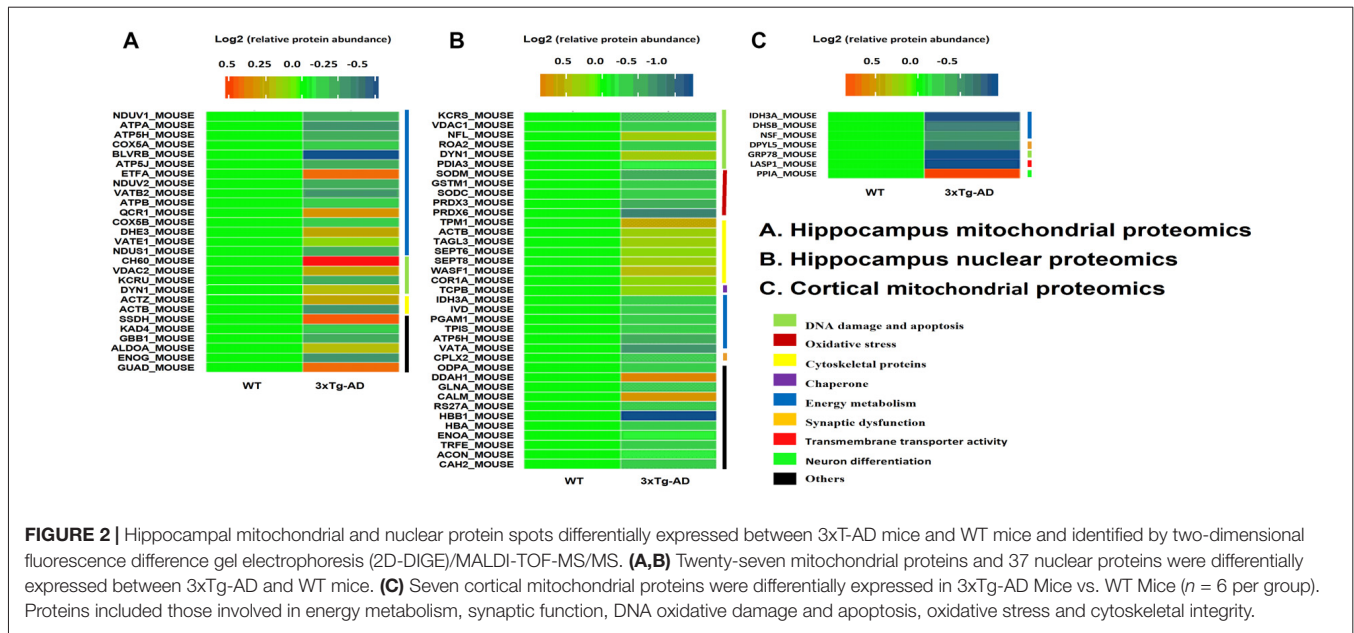 A
Log2 (relative protein abundance)
0.5 0.25 0.0 -0.25 -0.5
NDUV1_MOUSE
ATPA_MOUSE
ATP5H_MOUSE
COX5A_MOUSE
BLVRB_MOUSE
ATP5J_MOUSE
ETFA_MOUSE
NDUV2_MOUSE
VATB2_MOUSE
ATPB_MOUSE
QCR1_MOUSE
COX5B_MOUSE
DHE3_MOUSE
VATE1_MOUSE
NDUS1_MOUSE
CH60_MOUSE
VDAC2_MOUSE
KCRU_MOUSE
DYN1_MOUSE
ACTZ_MOUSE
ACTB_MOUSE
SSDH_MOUSE
KAD4_MOUSE
GBB1_MOUSE
ALDOA_MOUSE
ENOG_MOUSE
GUAD_MOUSE
WT 3xTg-AD
B
Log2 (relative protein abundance)
0.5 0.0 -0.5 -1.0
KCRS_MOUSE
VDAC1_MOUSE
NFL_MOUSE
ROA2_MOUSE
DYN1_MOUSE
PDIA3_MOUSE
SODM_MOUSE
GSTM1_MOUSE
SODC_MOUSE
PRDX3_MOUSE
PRDX6_MOUSE
TPM1_MOUSE
ACTB_MOUSE
TAGL3_MOUSE
SEPT6_MOUSE
SEPT8_MOUSE
WASF1_MOUSE
COR1A_MOUSE
TCPB_MOUSE
IDH3A_MOUSE
IVD_MOUSE
PGAM1_MOUSE
TPIS_MOUSE
ATP5H_MOUSE
VATA_MOUSE
CPLX2_MOUSE
ODPA_MOUSE
DDAH1_MOUSE
GLNA_MOUSE
CALM_MOUSE
RS27A_MOUSE
HBB1_MOUSE
HBA_MOUSE
ENOA_MOUSE
TRFE_MOUSE
ACON_MOUSE
CAH2_MOUSE
WT 3xTg-AD
C
Log2 (relative protein abundance)
0.5 0.0 -0.5
IDH3A_MOUSE
DHSB_MOUSE
NSF_MOUSE
DPYL5_MOUSE
GRP78_MOUSE
LASP1_MOUSE
PPIA_MOUSE
WT 3xTg-AD
A. Hippocampus mitochondrial proteomics
B. Hippocampus nuclear proteomics
C. Cortical mitochondrial proteomics
DNA damage and apoptosis
Oxidative stress
Cytoskeletal proteins
Chaperone
Energy metabolism
Synaptic dysfunction
Transmembrane transporter activity
Neuron differentiation
Others
FIGURE 2 | Hippocampal mitochondrial and nuclear protein spots differentially expressed between 3xT-AD mice and WT mice and identified by two-dimensional
fluorescence difference gel electrophoresis (2D-DIGE)/MALDI-TOF-MS/MS. (A,B) Twenty-seven mitochondrial proteins and 37 nuclear proteins were differentially
expressed between 3xTg-AD and WT mice. (C) Seven cortical mitochondrial proteins were differentially expressed in 3xTg-AD Mice vs. WT Mice (n = 6 per group).
Proteins included those involved in energy metabolism, synaptic function, DNA oxidative damage and apoptosis, oxidative stress and cytoskeletal integrity.